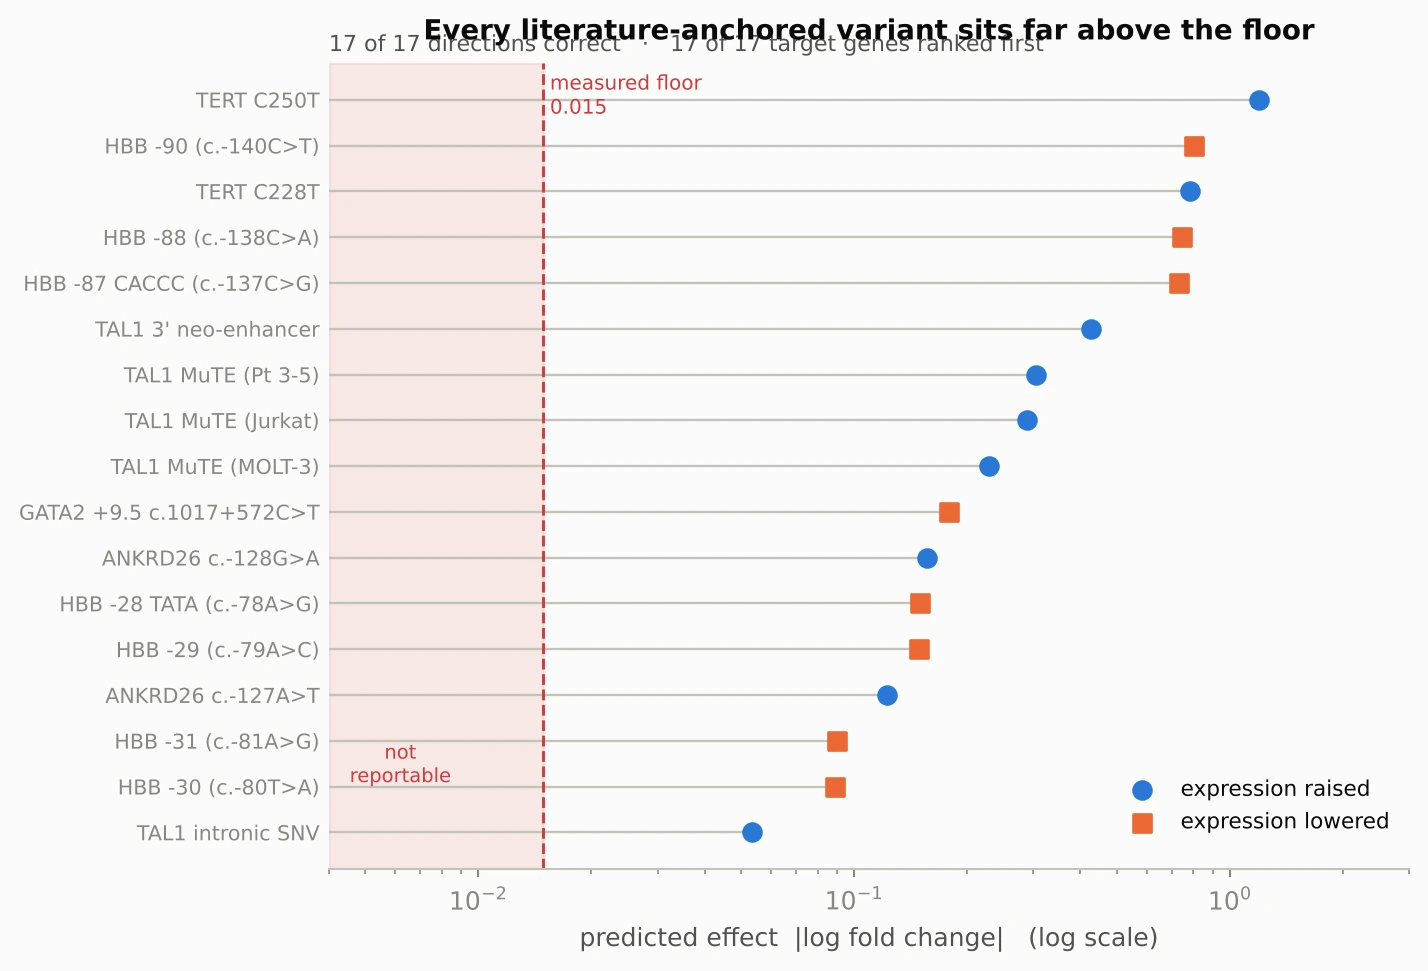 Every literature-anchored variant sits far above the floor
17 of 17 directions correct · 17 of 17 target genes ranked first
measured floor
0.015
TERT C250T
HBB -90 (c.-140C>T)
TERT C228T
HBB -88 (c.-138C>A)
HBB -87 CACCC (c.-137C>G)
TAL1 3' neo-enhancer
TAL1 MuTE (Pt 3-5)
TAL1 MuTE (Jurkat)
TAL1 MuTE (MOLT-3)
GATA2 +9.5 c.1017+572C>T
ANKRD26 c.-128G>A
HBB -28 TATA (c.-78A>G)
HBB -29 (c.-79A>C)
ANKRD26 c.-127A>T
HBB -31 (c.-81A>G)
HBB -30 (c.-80T>A)
TAL1 intronic SNV
not
reportable
expression raised
expression lowered
10⁻² 10⁻¹ 10⁰
predicted effect |log fold change| (log scale)